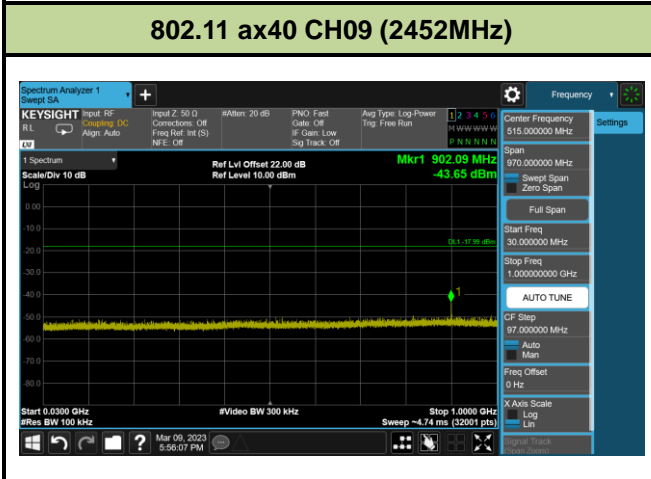 802.11 ax40 CH09 (2452MHz)
Spectrum Analyzer 1
Swept SA
+
Frequency
KEYSIGHT
RL
LXI
Input: RF
Coupling: DC
Align: Auto
Input Z: 50 Ω
Corrections: Off
Freq Ref: Int (S)
NFE: Off
#Atten: 20 dB
PNO: Fast
Gate: Off
IF Gain: Low
Sig Track: Off
Avg Type: Log-Power
Trig: Free Run
1 2 3 4 5 6
M W W W W W
P N N N N N
Center Frequency
515.000000 MHz
Settings
1 Spectrum
Scale/Div 10 dB
Log
Ref Lvl Offset 22.00 dB
Ref Level 10.00 dBm
Mkr1 902.09 MHz
-43.65 dBm
Span
970.000000 MHz
Swept Span
Zero Span
Full Span
Start Freq
30.000000 MHz
Stop Freq
1.000000000 GHz
AUTO TUNE
CF Step
97.000000 MHz
Auto
Man
Freq Offset
0 Hz
X Axis Scale
Log
Lin
Signal Track
(Span Zoom)
0.00
-10.0
-20.0
-30.0
-40.0
-50.0
-60.0
-70.0
-80.0
DL1 -17.99 dBm
1
Start 0.0300 GHz
#Res BW 100 kHz
#Video BW 300 kHz
Stop 1.0000 GHz
Sweep ~4.74 ms (32001 pts)
?
Mar 09, 2023
5:56:07 PM